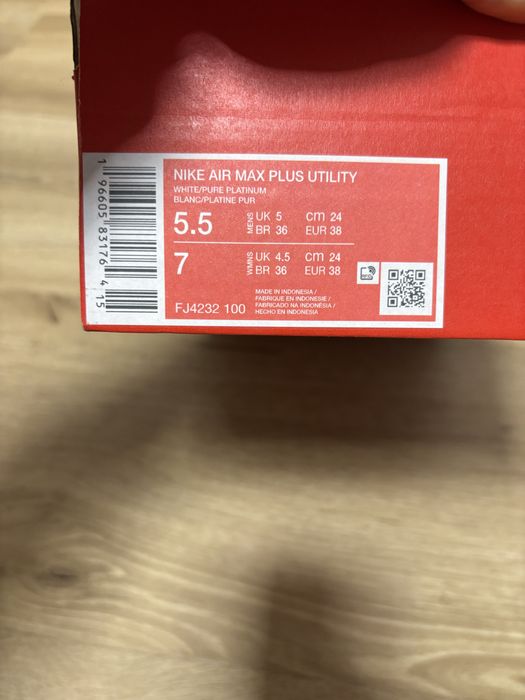 NIKE AIR MAX PLUS UTILITY
WHITE/PURE PLATINUM
BLANC/PLATINE PUR
5.5 MENS UK 5 CM 24
BR 36 EUR 38
7 WMNS UK 4.5 CM 24
BR 36 EUR 38
MADE IN INDONESIA /
FABRIQUE EN INDONESIE /
FABRICADO NA INDONÉSIA /
HECHO EN INDONESIA
FJ4232 100
RFID
1 96605 83176 4 15